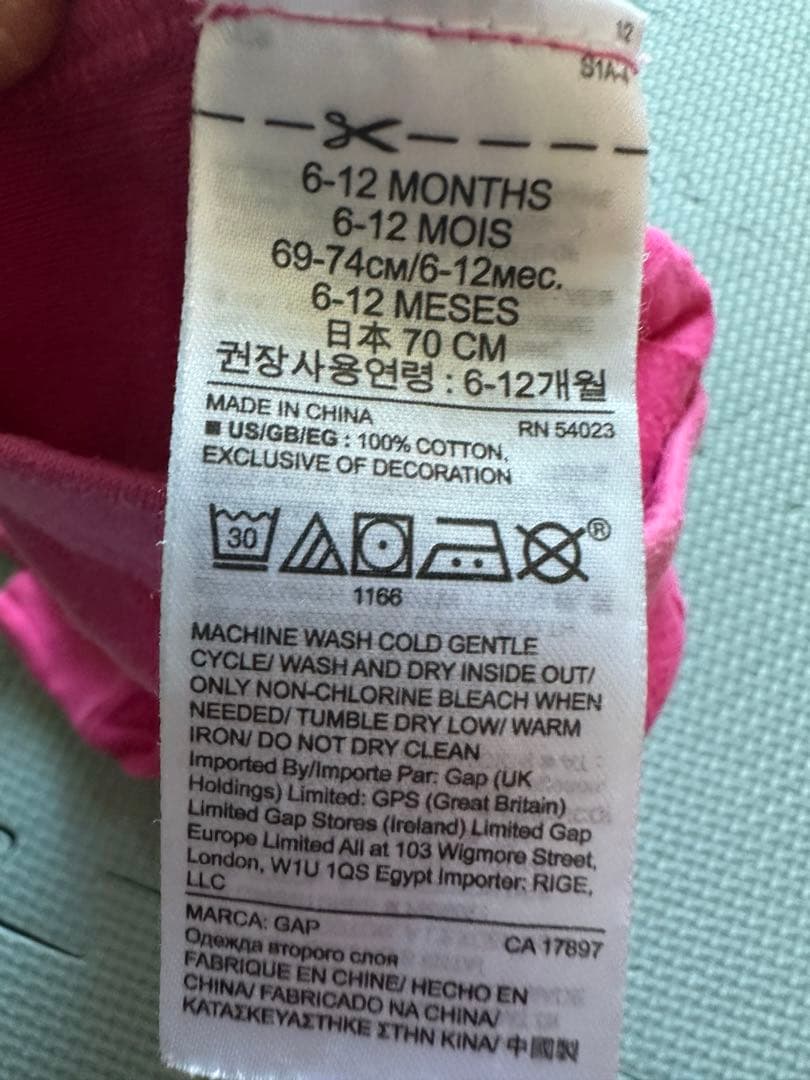 12
S1A-4
6-12 MONTHS
6-12 MOIS
69-74см/6-12мес.
6-12 MESES
日本 70 CM
권장사용연령 : 6-12개월
MADE IN CHINA
RN 54023
US/GB/EG : 100% COTTON,
EXCLUSIVE OF DECORATION
30
®
1166
MACHINE WASH COLD GENTLE
CYCLE/ WASH AND DRY INSIDE OUT/
ONLY NON-CHLORINE BLEACH WHEN
NEEDED/ TUMBLE DRY LOW/ WARM
IRON/ DO NOT DRY CLEAN
Imported By/Importe Par: Gap (UK
Holdings) Limited: GPS (Great Britain)
Limited Gap Stores (Ireland) Limited Gap
Europe Limited All at 103 Wigmore Street,
London, W1U 1QS Egypt Importer: RIGE,
LLC
MARCA: GAP
CA 17897
Одежда второго слоя
FABRIQUE EN CHINE/ HECHO EN
CHINA/ FABRICADO NA CHINA/
ΚΑΤΑΣΚΕΥΑΣΤΗΚΕ ΣΤΗΝ ΚΙΝΑ/ 中國製